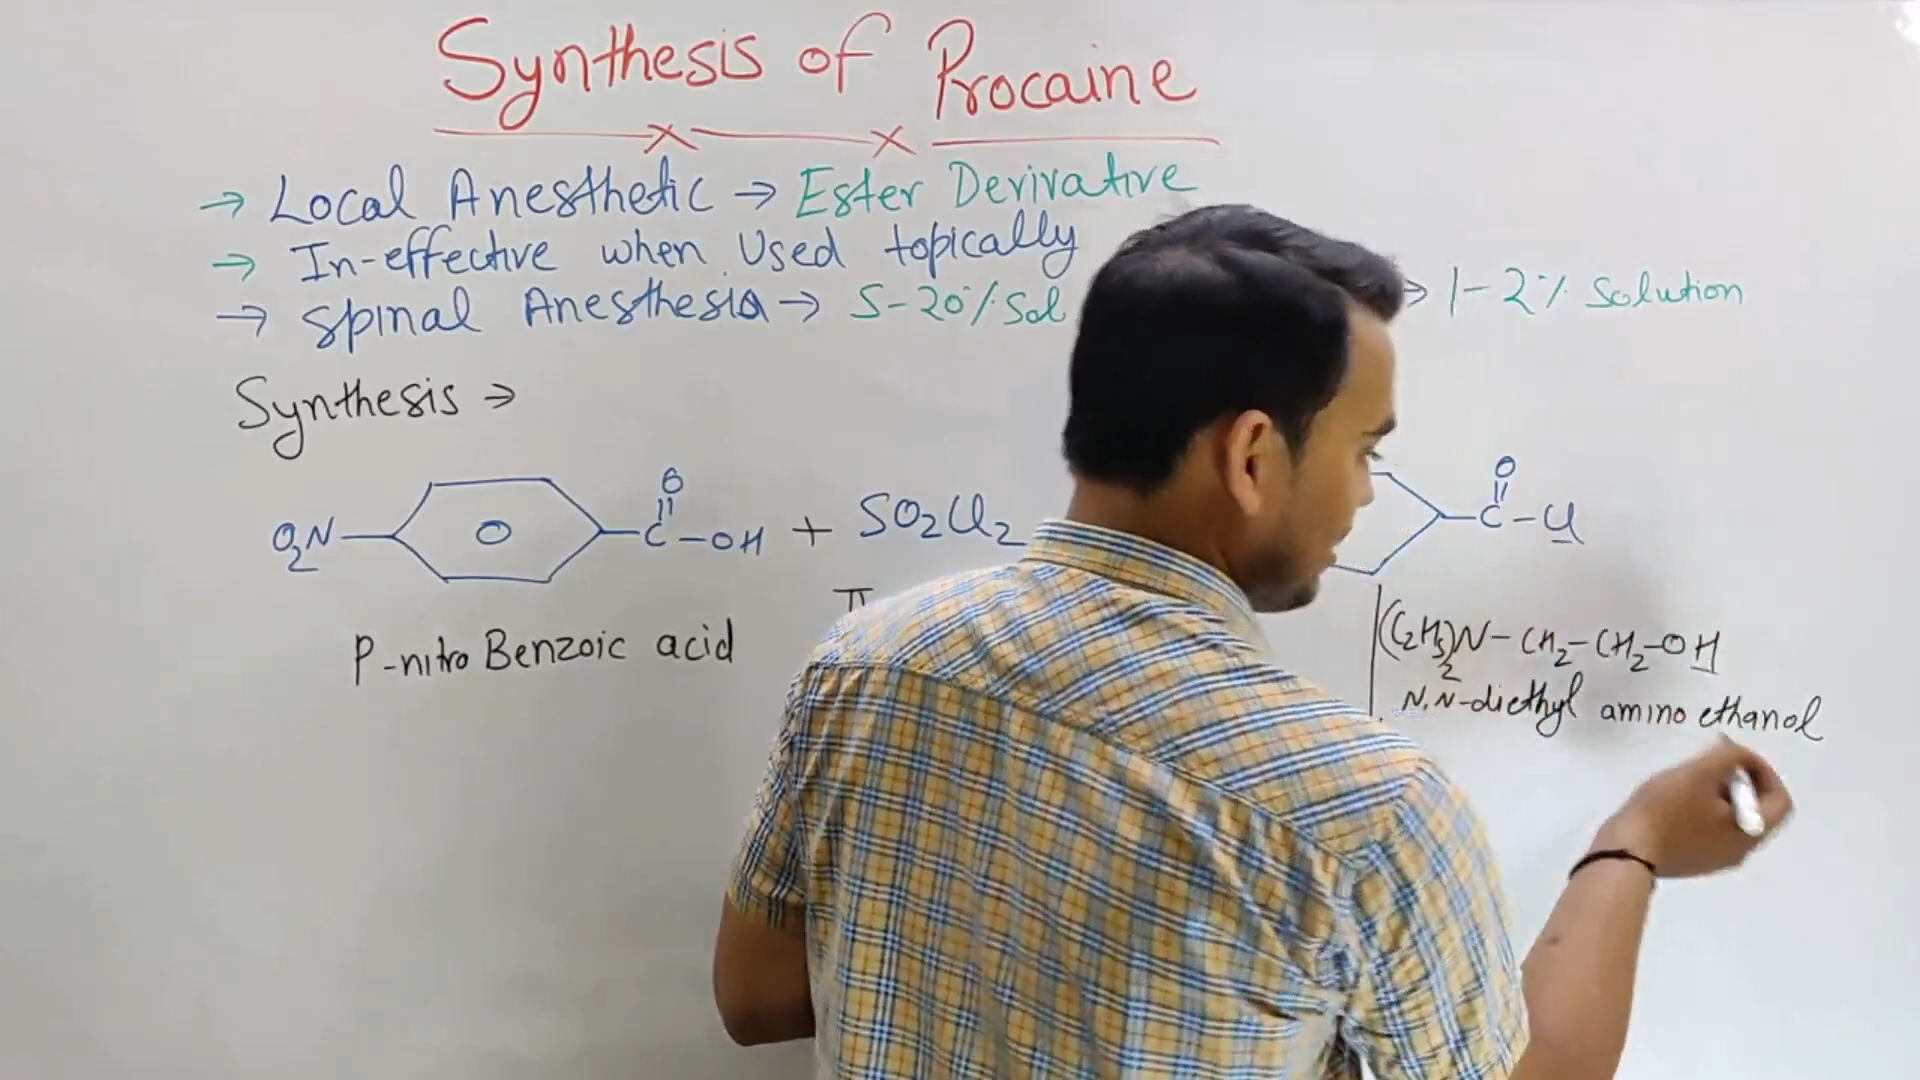 Synthesis of Procaine
→ Local Anesthetic → Ester Derivative
→ In-effective when Used topically
→ Spinal Anesthesia → 5-20% Sol → 1-2% Solution
Synthesis →
O₂N C O OH + SO₂Cl₂ C O Cl
(C₂H₅)₂N-CH₂-CH₂-OH
P-nitro Benzoic acid
N,N-diethyl amino ethanol